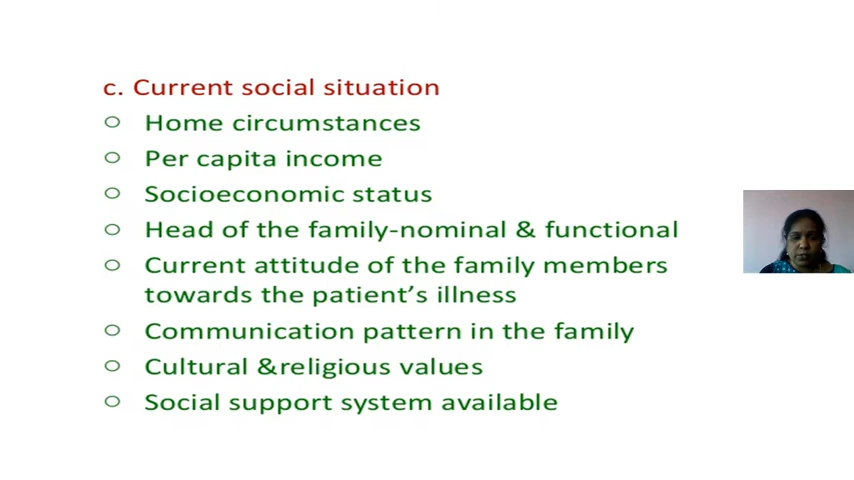 c. Current social situation
○ Home circumstances
○ Per capita income
○ Socioeconomic status
○ Head of the family-nominal & functional
○ Current attitude of the family members
towards the patient’s illness
○ Communication pattern in the family
○ Cultural &religious values
○ Social support system available